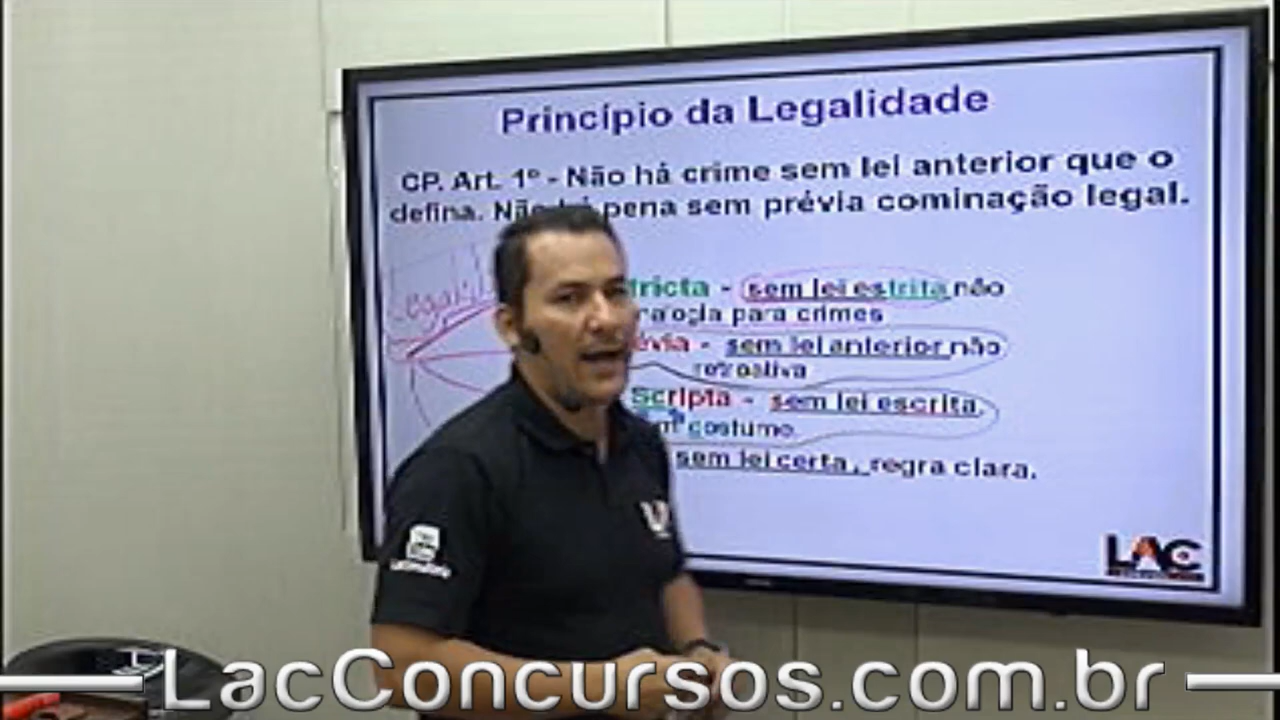 Princípio da Legalidade
CP. Art. 1º - Não há crime sem lei anterior que o
defina. Não há pena sem prévia cominação legal.
tricta - sem lei estrita não
para crimes
évia - sem lei anterior não
retroativa
Scripta - sem lei escrita,
costume
sem lei certa, regra clara.
LAC
LacConcursos.com.br